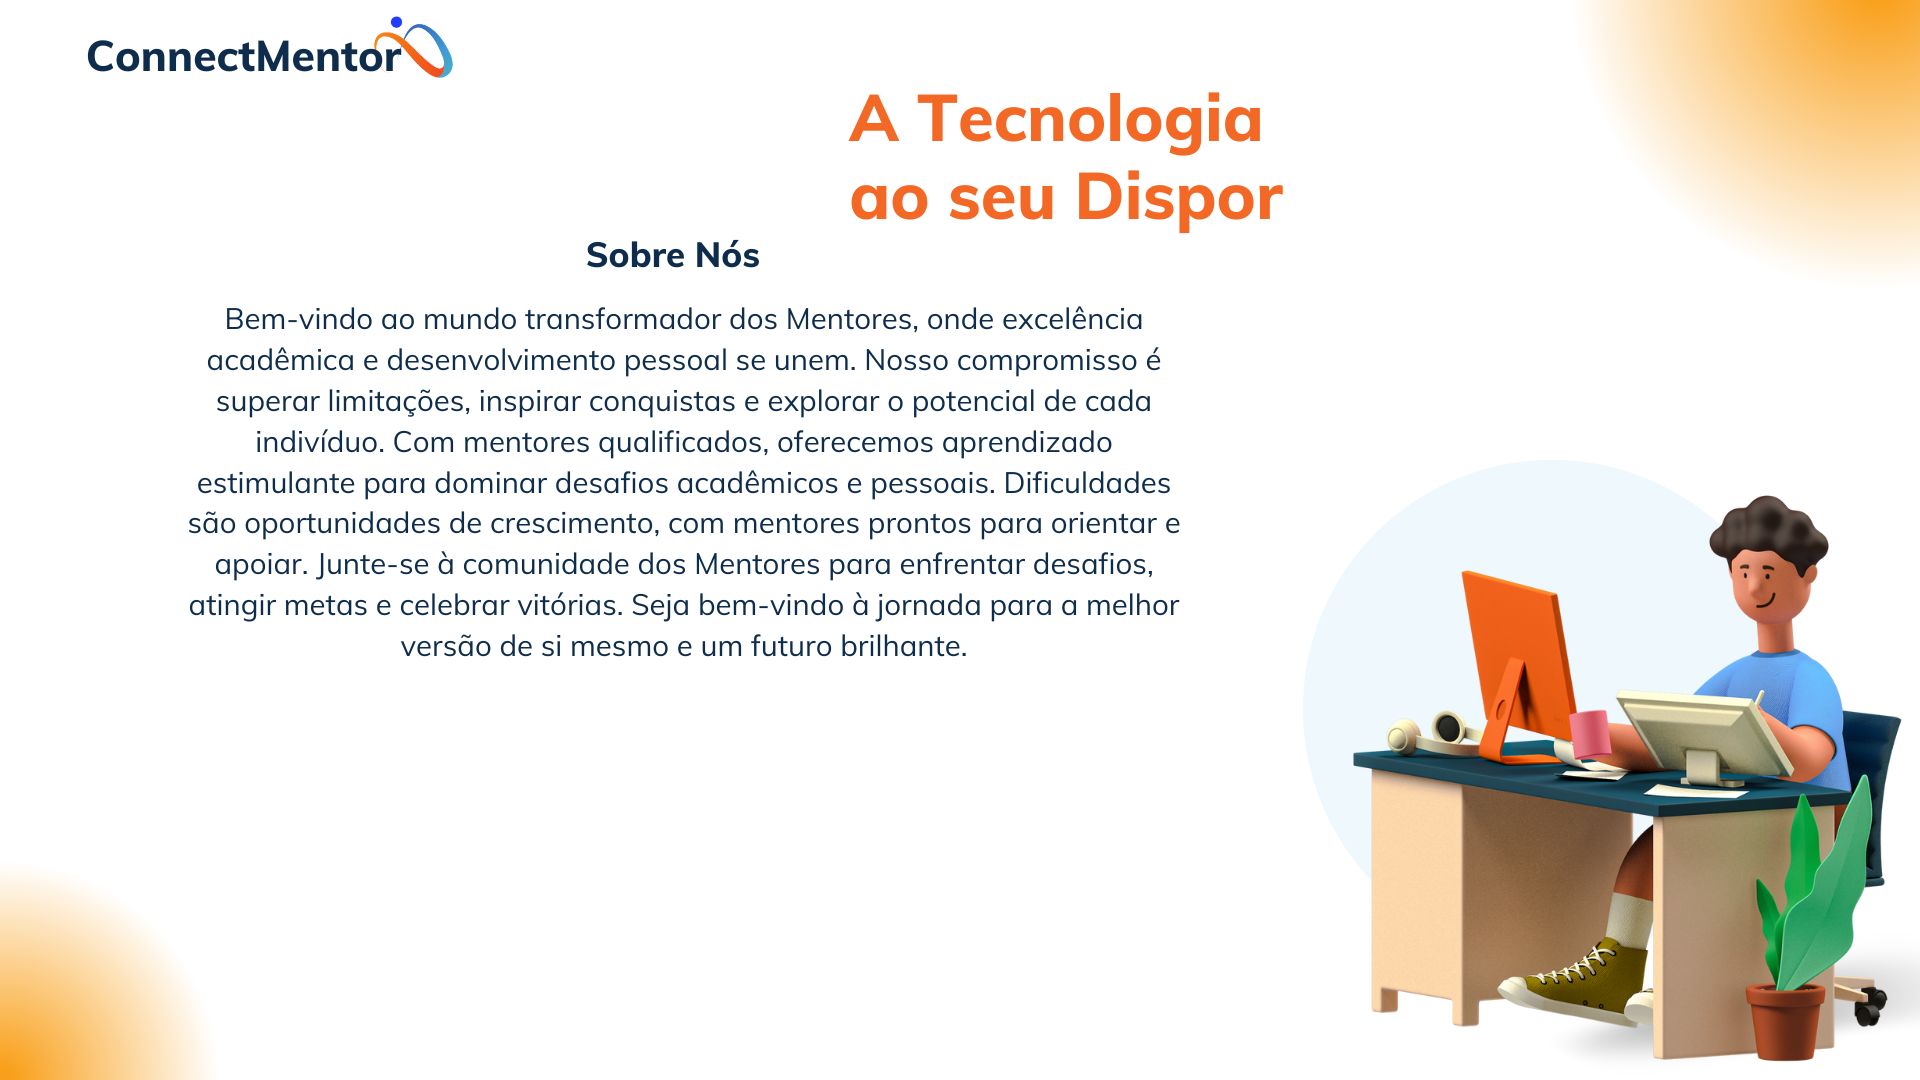 ConnectMentor
A Tecnologia
ao seu Dispor
Sobre Nós
Bem-vindo ao mundo transformador dos Mentores, onde excelência
acadêmica e desenvolvimento pessoal se unem. Nosso compromisso é
superar limitações, inspirar conquistas e explorar o potencial de cada
indivíduo. Com mentores qualificados, oferecemos aprendizado
estimulante para dominar desafios acadêmicos e pessoais. Dificuldades
são oportunidades de crescimento, com mentores prontos para orientar e
apoiar. Junte-se à comunidade dos Mentores para enfrentar desafios,
atingir metas e celebrar vitórias. Seja bem-vindo à jornada para a melhor
versão de si mesmo e um futuro brilhante.